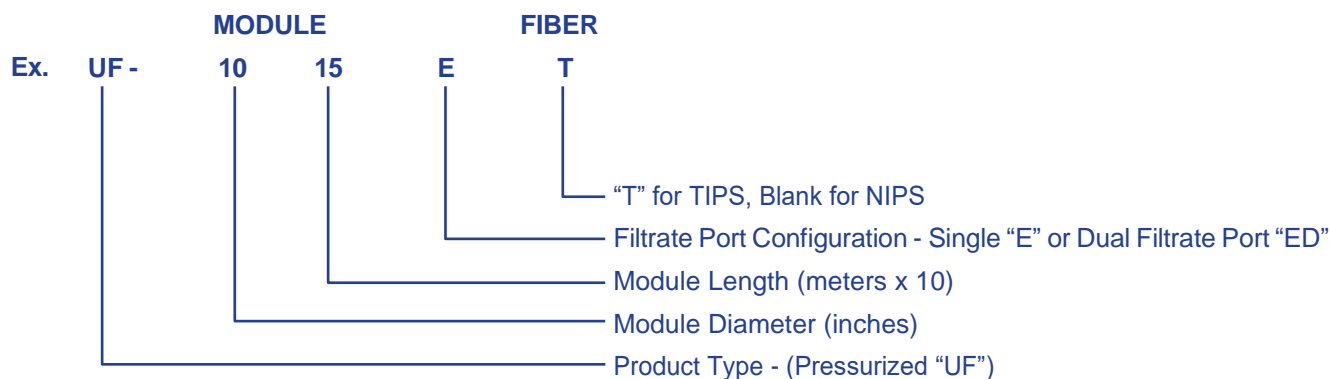 MODULE FIBER
Ex. UF - 10 15 E T
“T” for TIPS, Blank for NIPS
Filtrate Port Configuration - Single “E” or Dual Filtrate Port “ED”
Module Length (meters x 10)
Module Diameter (inches)
Product Type - (Pressurized “UF”)